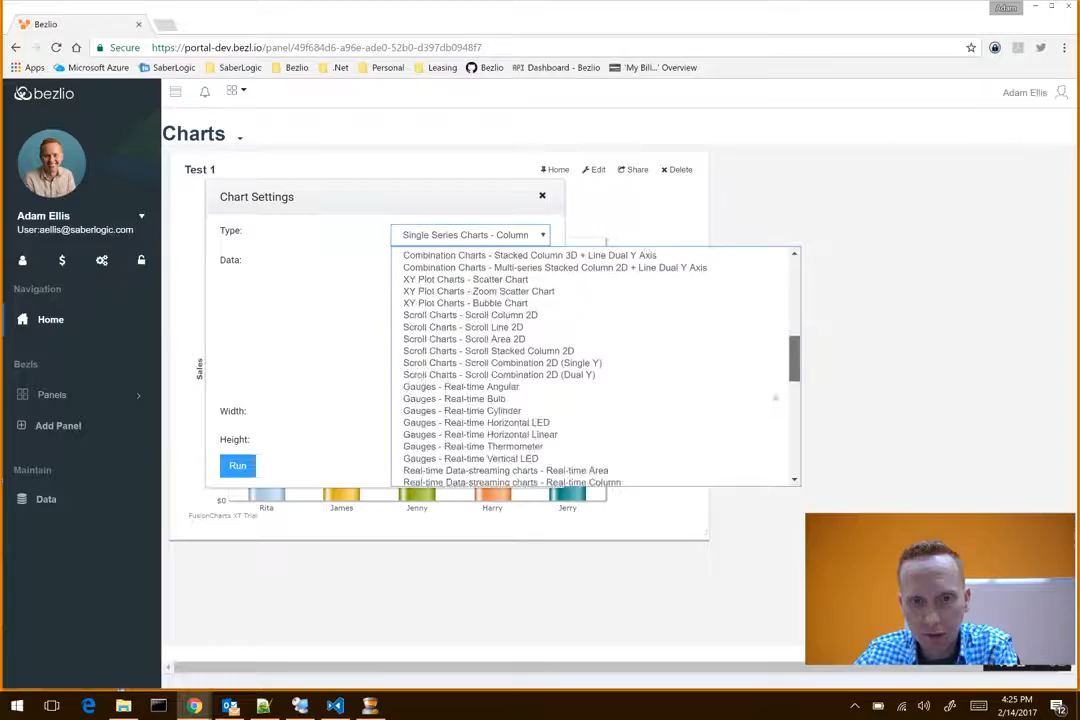 Adam
Bezlio
Secure
https://portal-dev.bezl.io/panel/49f684d6-a96e-ade0-52b0-d397db0948f7
Apps
Microsoft Azure
SaberLogic
SaberLogic
Bezlio
.Net
Personal
Leasing
Bezlio
API Dashboard - Bezlio
'My Bill...' Overview
bezlio
Adam Ellis
Charts
Test 1
Home
Edit
Share
Delete
Adam Ellis
User:aellis@saberlogic.com
Navigation
Home
Bezls
Panels
Add Panel
Maintain
Data
Chart Settings
Type:
Single Series Charts - Column
Data:
Combination Charts - Stacked Column 3D + Line Dual Y Axis
Combination Charts - Multi-series Stacked Column 2D + Line Dual Y Axis
XY Plot Charts - Scatter Chart
XY Plot Charts - Zoom Scatter Chart
XY Plot Charts - Bubble Chart
Scroll Charts - Scroll Column 2D
Scroll Charts - Scroll Line 2D
Scroll Charts - Scroll Area 2D
Scroll Charts - Scroll Stacked Column 2D
Scroll Charts - Scroll Combination 2D (Single Y)
Scroll Charts - Scroll Combination 2D (Dual Y)
Gauges - Real-time Angular
Gauges - Real-time Bulb
Gauges - Real-time Cylinder
Gauges - Real-time Horizontal LED
Gauges - Real-time Horizontal Linear
Gauges - Real-time Thermometer
Gauges - Real-time Vertical LED
Real-time Data-streaming charts - Real-time Area
Real-time Data-streaming charts - Real-time Column
Sales
Width:
Height:
Run
$0
Rita
James
Jenny
Harry
Jerry
FusionCharts XT Trial
4:25 PM
2/14/2017
12